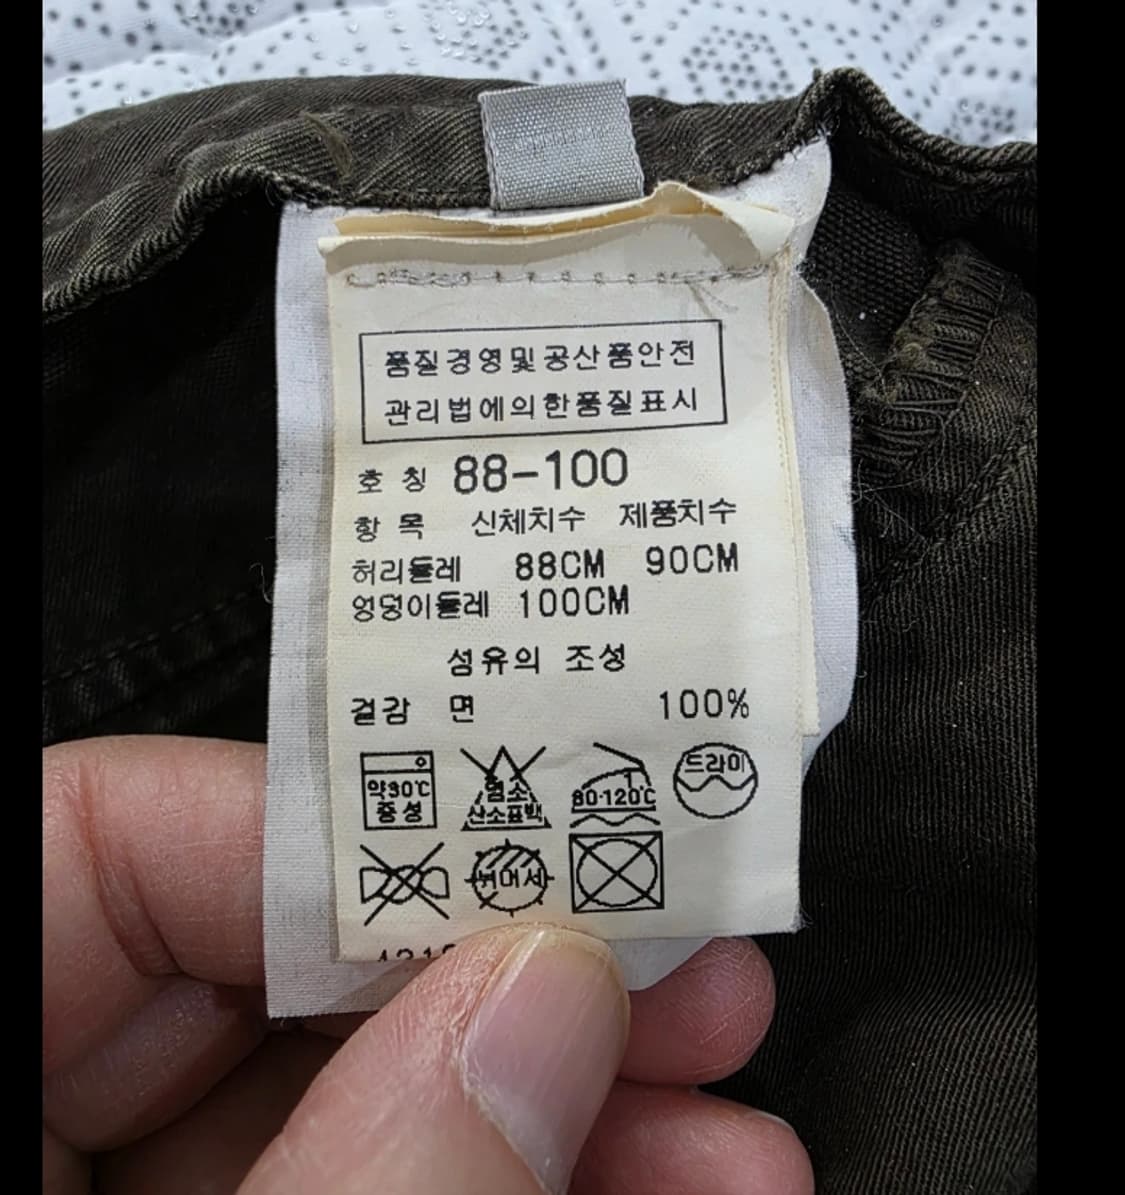 품질경영및공산품안전
관리법에의한품질표시
호 칭 88-100
항 목 신체치수 제품치수
허리둘레 88CM 90CM
엉덩이둘레 100CM
섬유의 조성
겉감 면 100%
약30℃
중성
염소
산소표백
80-120℃
드라이
뉘어서